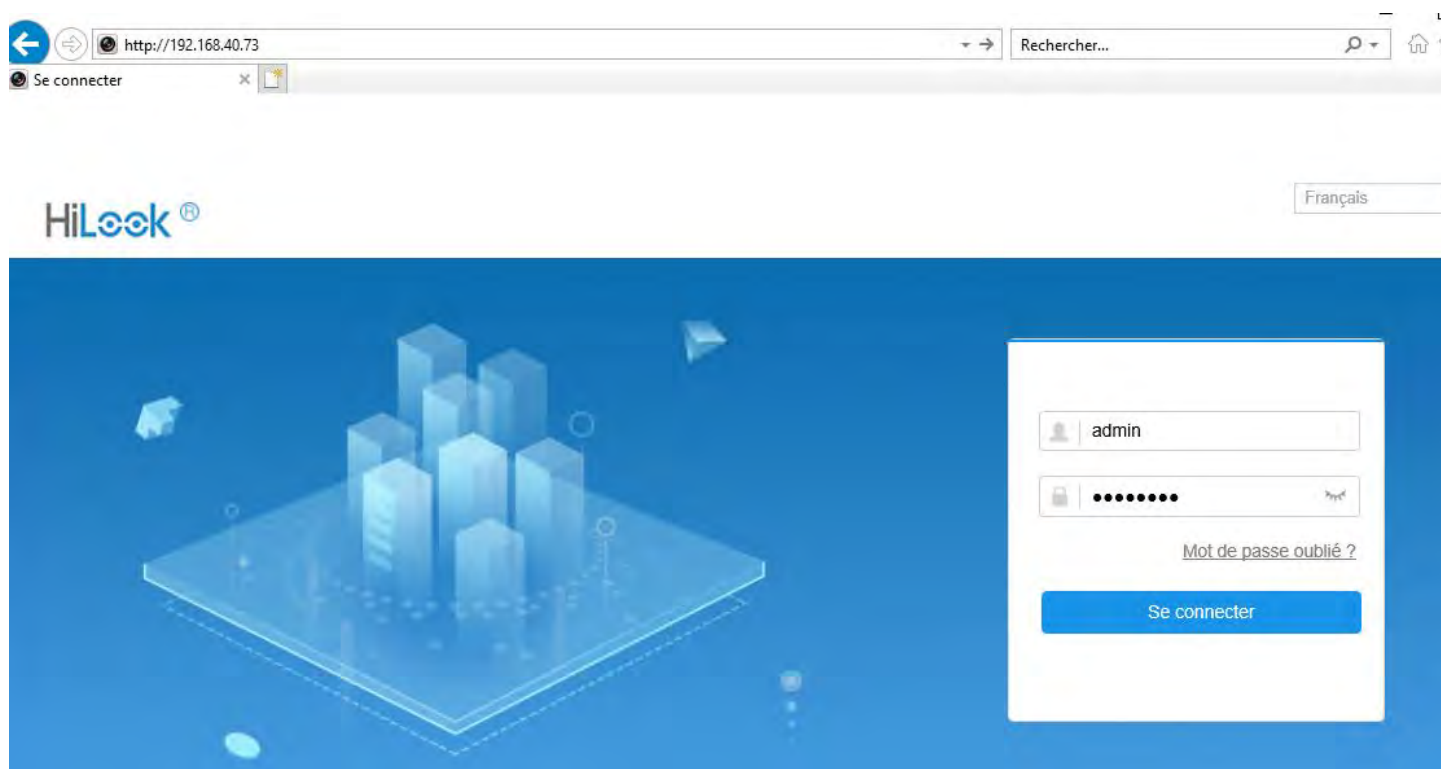 http://192.168.40.73
Rechercher...
Se connecter
HiLook ®
Français
admin
Mot de passe oublié ?
Se connecter